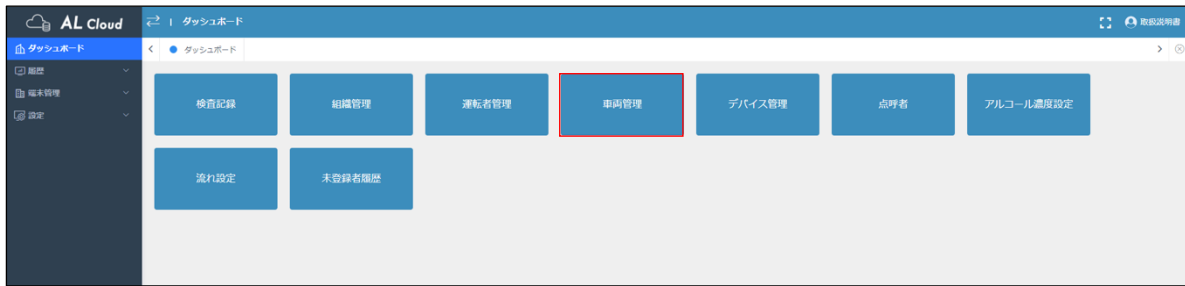 AL Cloud
| ダッシュボード
取扱説明書
ダッシュボード
ダッシュボード
履歴
端末管理
設定
検査記録
組織管理
運転者管理
車両管理
デバイス管理
点呼者
アルコール濃度設定
流れ設定
未登録者履歴